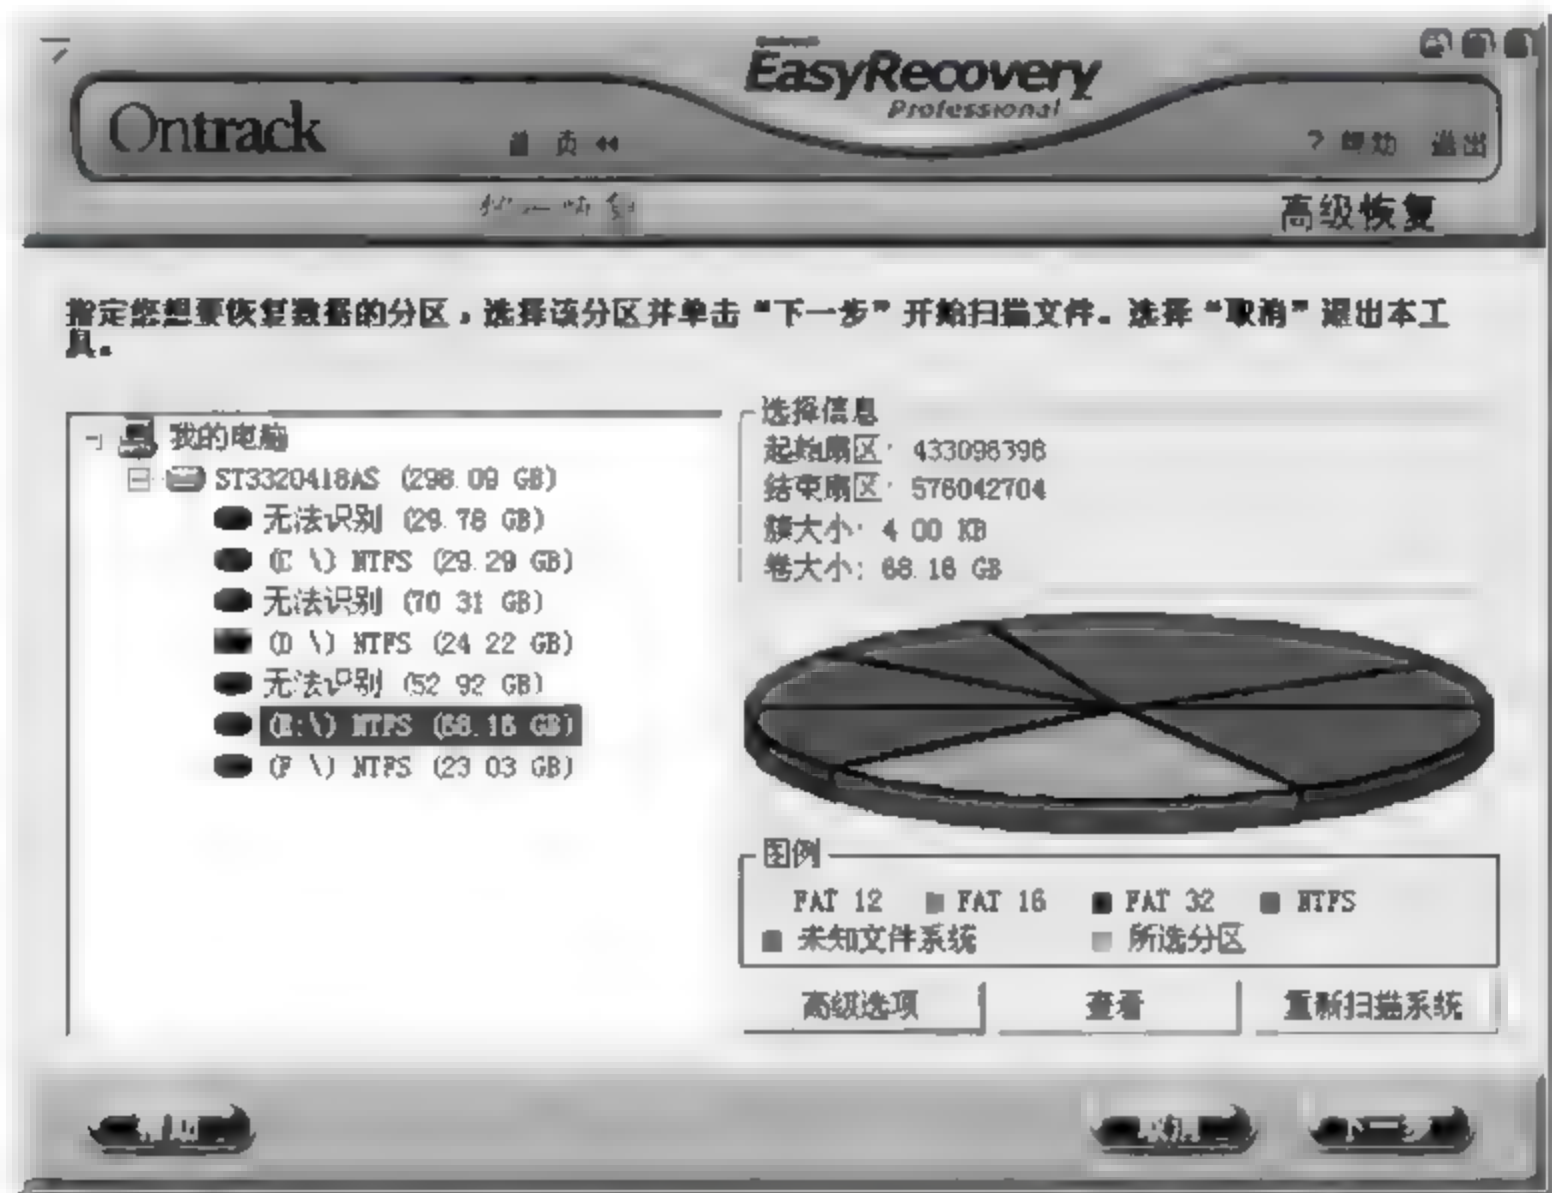 EasyRecovery
Professional
Ontrack
首 页
? 帮助 退出
高级恢复
指定您想要恢复数据的分区，选择该分区并单击“下一步”开始扫描文件。选择“取消”退出本工
具。
我的电脑
ST3320418AS (298.09 GB)
无法识别 (29.78 GB)
(C:\) NTFS (29.29 GB)
无法识别 (70.31 GB)
(D:\) NTFS (24.22 GB)
无法识别 (52.92 GB)
(E:\) NTFS (68.16 GB)
(F:\) NTFS (23.03 GB)
选择信息
起始扇区: 433098398
结束扇区: 576042704
簇大小: 4.00 KB
卷大小: 68.16 GB
图例
FAT 12 FAT 16 FAT 32 NTFS
未知文件系统 所选分区
高级选项 查看 重新扫描系统
取消 下一步